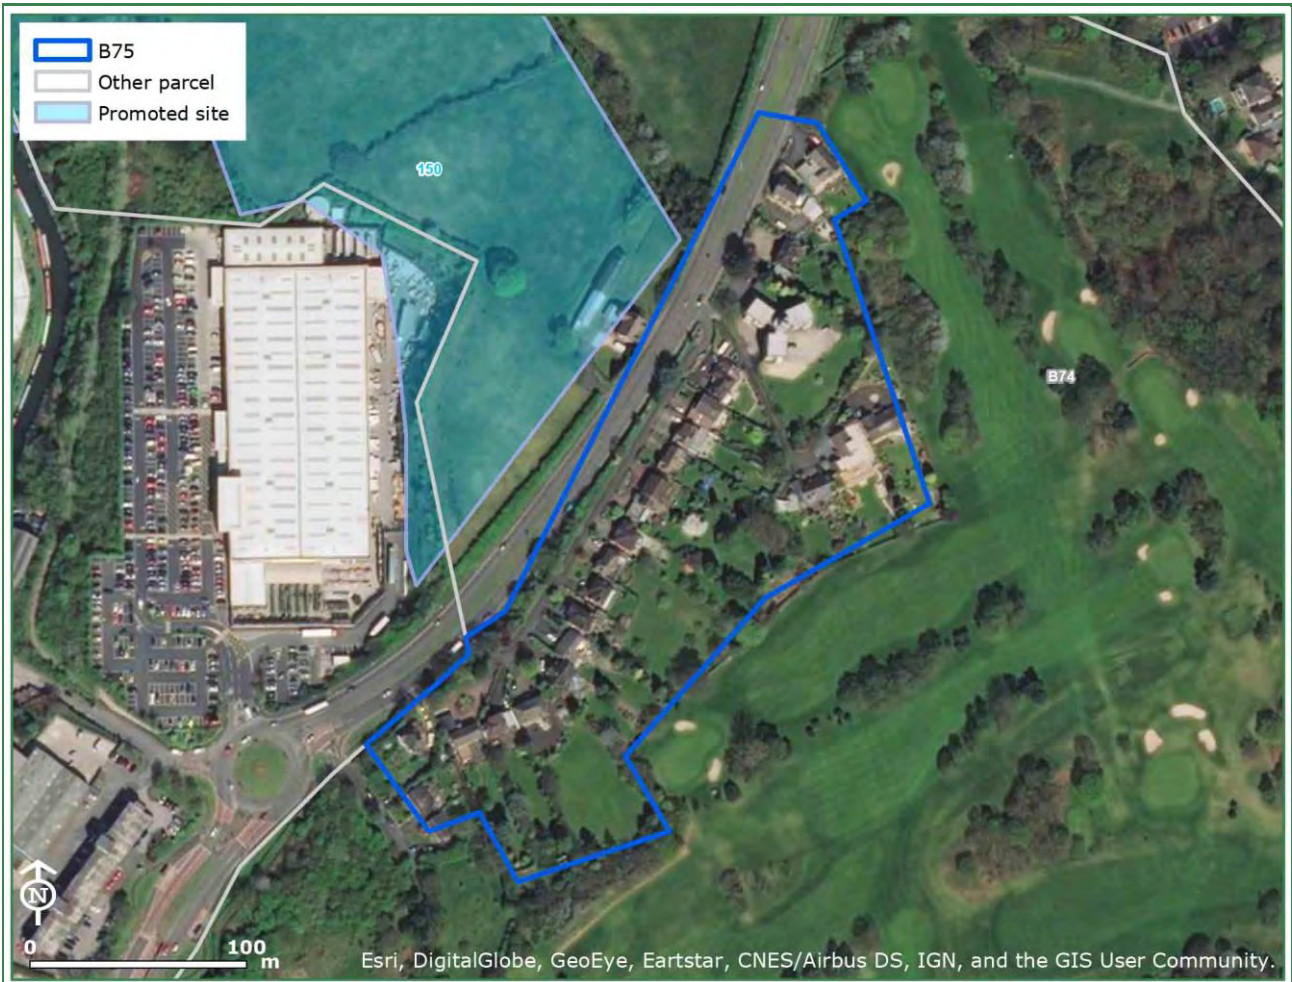 B75
Other parcel
Promoted site
150
B74
N
0 100
m
Esri, DigitalGlobe, GeoEye, Eartstar, CNES/Airbus DS, IGN, and the GIS User Community.